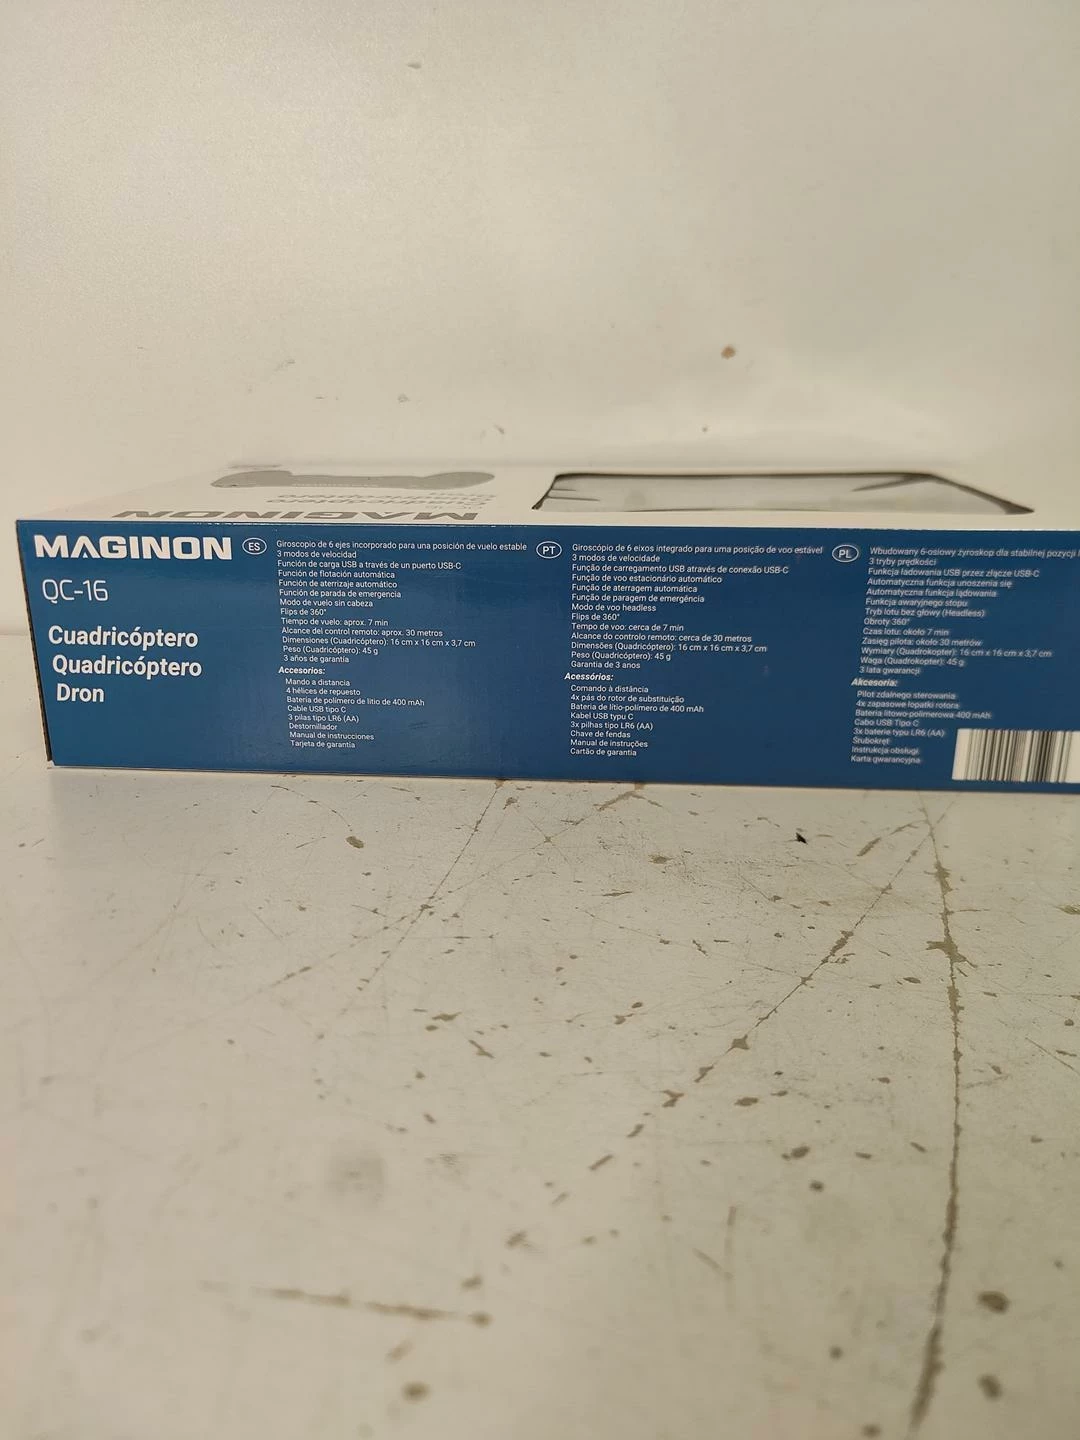 MAGINON
QC-16
Cuadricóptero
Quadricóptero
Dron
ES
Giroscopio de 6 ejes incorporado para una posición de vuelo estable
3 modos de velocidad
Función de carga USB a través de un puerto USB-C
Función de flotación automática
Función de aterrizaje automático
Función de parada de emergencia
Modo de vuelo sin cabeza
Flips de 360°
Tiempo de vuelo: aprox. 7 min
Alcance del control remoto: aprox. 30 metros
Dimensiones (Cuadricóptero): 16 cm x 16 cm x 3,7 cm
Peso (Cuadricóptero): 45 g
3 años de garantía
Accesorios:
Mando a distancia
4 hélices de repuesto
Batería de polímero de litio de 400 mAh
Cable USB tipo C
3 pilas tipo LR6 (AA)
Destornillador
Manual de instrucciones
Tarjeta de garantía
PT
Giroscópio de 6 eixos integrado para uma posição de voo estável
3 modos de velocidade
Função de carregamento USB através de conexão USB-C
Função de voo estacionário automático
Função de aterragem automática
Função de paragem de emergência
Modo de voo headless
Flips de 360°
Tempo de voo: cerca de 7 min
Alcance do controlo remoto: cerca de 30 metros
Dimensões (Quadricóptero): 16 cm x 16 cm x 3,7 cm
Peso (Quadricóptero): 45 g
Garantia de 3 anos
Acessórios:
Comando à distância
4x pás do rotor de substituição
Bateria de lítio-polímero de 400 mAh
Kabel USB typu C
3x pilhas tipo LR6 (AA)
Chave de fendas
Manual de instruções
Cartão de garantia
PL
Wbudowany 6-osiowy żyroskop dla stabilnej pozycji
3 tryby prędkości
Funkcja ładowania USB przez złącze USB-C
Automatyczna funkcja unoszenia się
Automatyczna funkcja lądowania
Funkcja awaryjnego stopu
Tryb lotu bez głowy (Headless)
Obroty 360°
Czas lotu: około 7 min
Zasięg pilota: około 30 metrów
Wymiary (Quadrokopter): 16 cm x 16 cm x 3,7 cm
Waga (Quadrokopter): 45 g
3 lata gwarancji
Akcesoria:
Pilot zdalnego sterowania
4x zapasowe łopatki rotora
Bateria litowo-polimerowa 400 mAh
Cabo USB Tipo C
3x baterie typu LR6 (AA)
Śrubokręt
Instrukcja obsługi
Karta gwarancyjna
MAGINON
Cuadricóptero
Quadricóptero